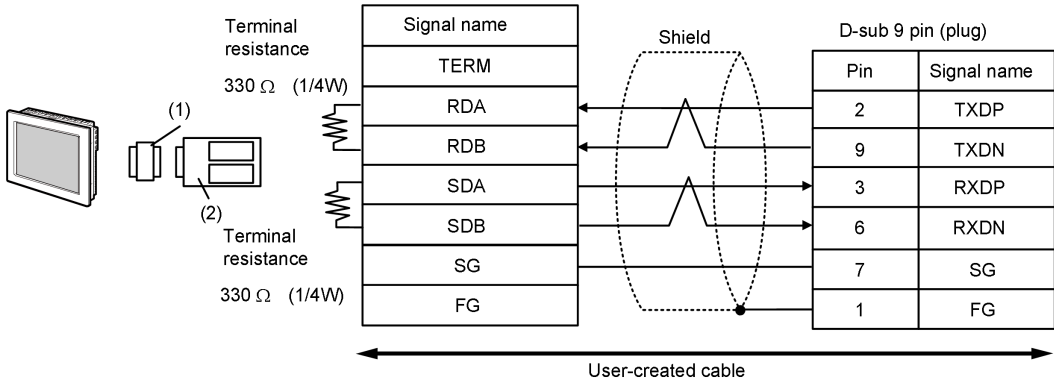 Terminal
resistance
330 Ω (1/4W)
(1)
(2)
Terminal
resistance
330 Ω (1/4W)
Signal name
TERM
RDA
RDB
SDA
SDB
SG
FG
Shield
D-sub 9 pin (plug)
Pin Signal name
2 TXDP
9 TXDN
3 RXDP
6 RXDN
7 SG
1 FG
User-created cable